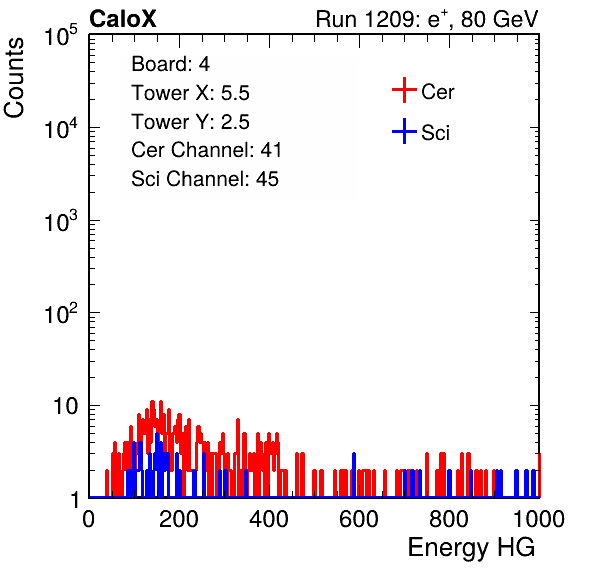 CaloX Run 1209: e⁺, 80 GeV
Counts
10⁵
10⁴
10³
10²
10
1
Board: 4
Tower X: 5.5
Tower Y: 2.5
Cer Channel: 41
Sci Channel: 45
Cer
Sci
0 200 400 600 800 1000
Energy HG